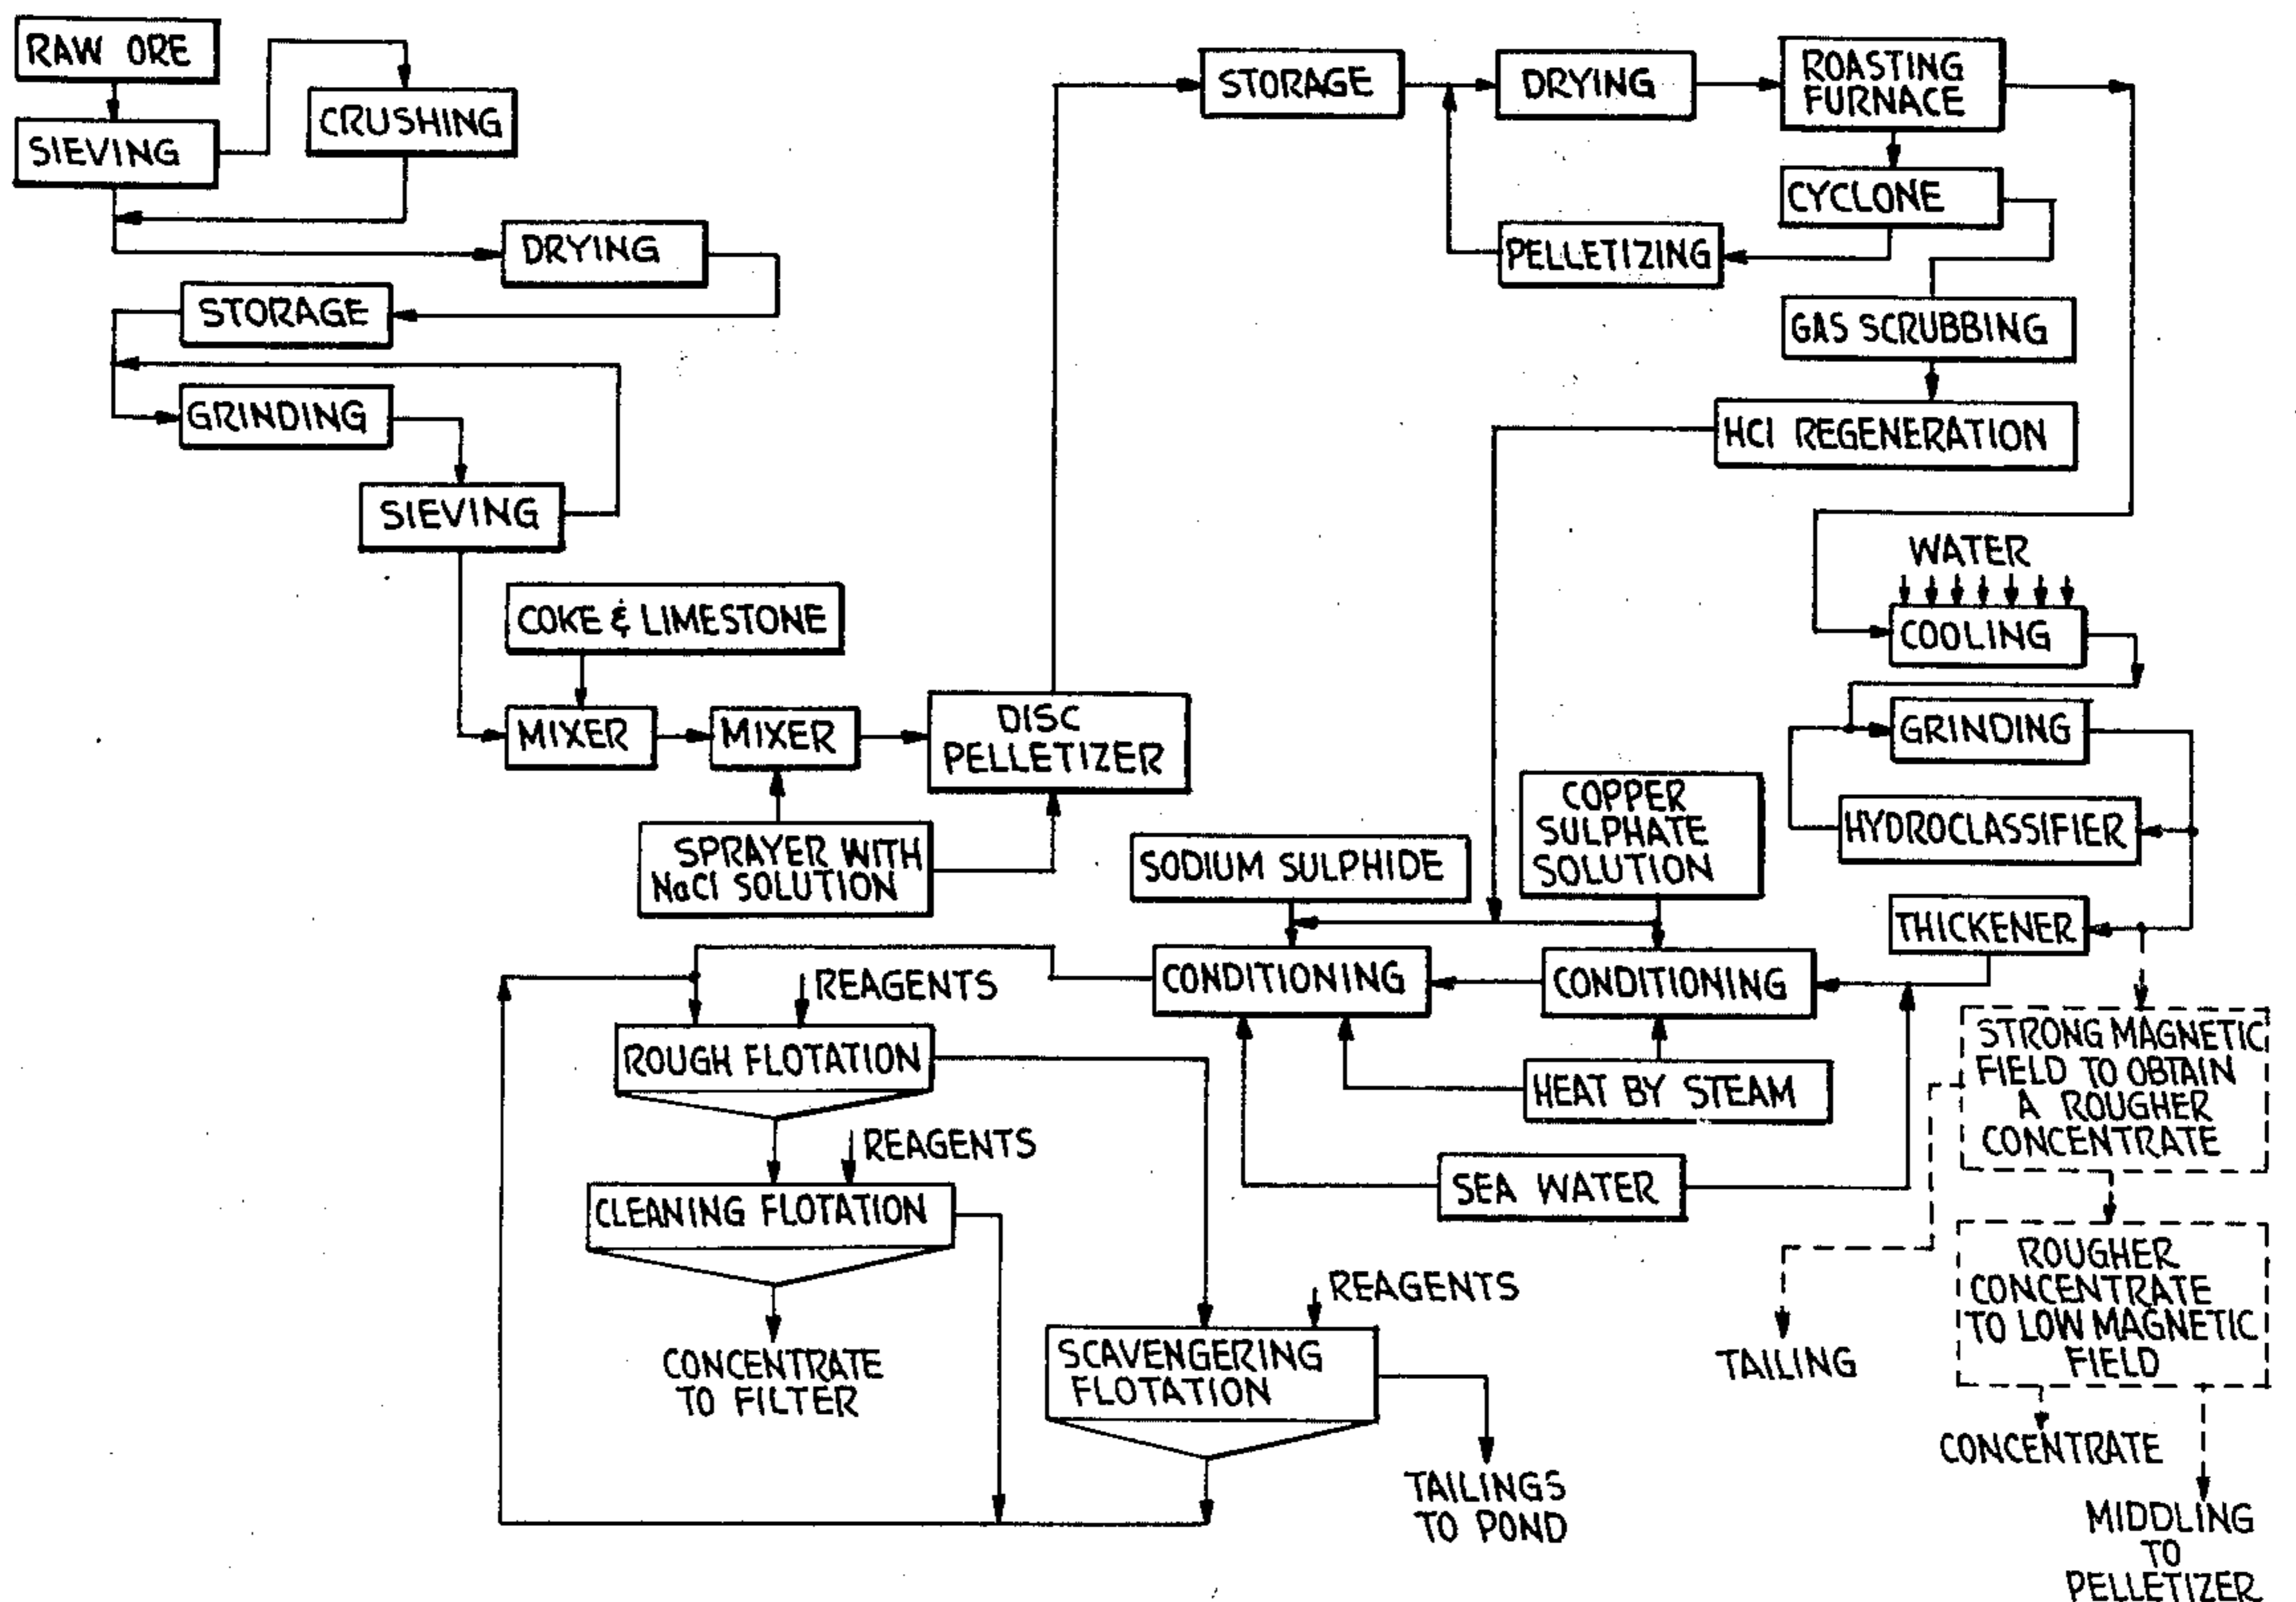 RAW ORE
SIEVING
CRUSHING
DRYING
STORAGE
GRINDING
SIEVING
COKE & LIMESTONE
MIXER
MIXER
DISC
PELLETIZER
SPRAYER WITH
NaCl SOLUTION
STORAGE
DRYING
ROASTING
FURNACE
CYCLONE
PELLETIZING
GAS SCRUBBING
HCl REGENERATION
WATER
COOLING
GRINDING
HYDROCLASSIFIER
THICKENER
COPPER
SULPHATE
SOLUTION
SODIUM SULPHIDE
CONDITIONING
CONDITIONING
HEAT BY STEAM
SEA WATER
REAGENTS
ROUGH FLOTATION
REAGENTS
CLEANING FLOTATION
CONCENTRATE
TO FILTER
REAGENTS
SCAVENGERING
FLOTATION
TAILINGS
TO POND
STRONG MAGNETIC
FIELD TO OBTAIN
A ROUGHER
CONCENTRATE
TAILING
ROUGHER
CONCENTRATE
TO LOW MAGNETIC
FIELD
CONCENTRATE
MIDDLING
TO
PELLETIZER